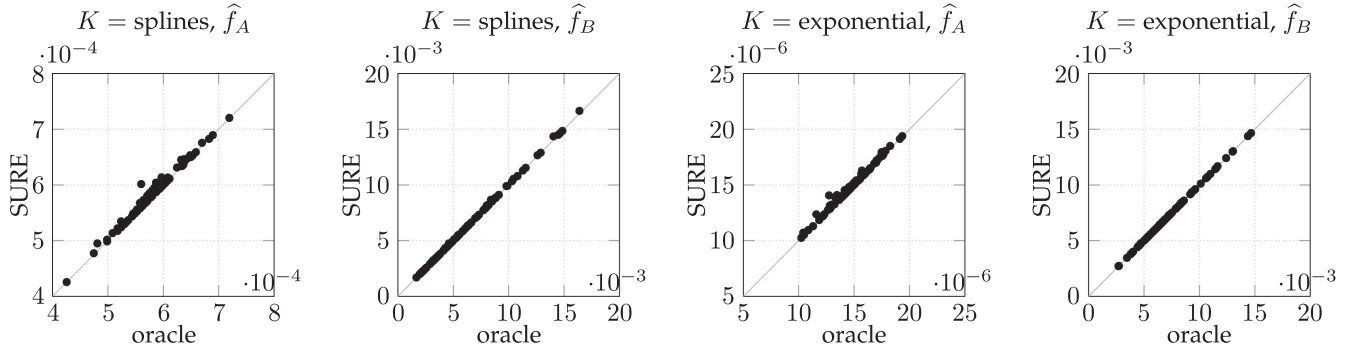 K = splines, f̂_A
·10⁻⁴
8
7
6
5
4
SURE
4 5 6 7 8
·10⁻⁴
oracle
K = splines, f̂_B
·10⁻³
20
15
10
5
0
SURE
0 5 10 15 20
·10⁻³
oracle
K = exponential, f̂_A
·10⁻⁶
25
20
15
10
5
SURE
5 10 15 20 25
·10⁻⁶
oracle
K = exponential, f̂_B
·10⁻³
20
15
10
5
0
SURE
0 5 10 15 20
·10⁻³
oracle